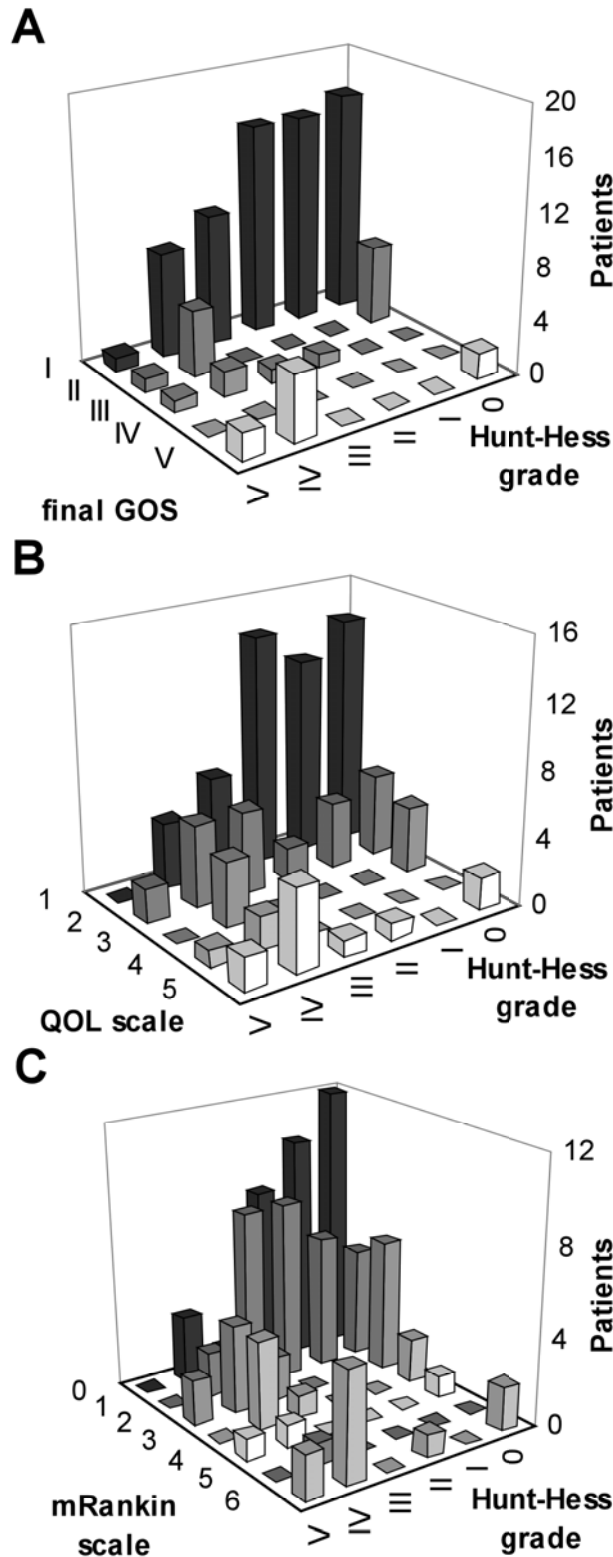 A
20
16
12
8
4
0
Patients
I
II
III
IV
V
final GOS
V
IV
III
II
I
0
Hunt-Hess
grade
B
16
12
8
4
0
Patients
1
2
3
4
5
QOL scale
V
IV
III
II
I
0
Hunt-Hess
grade
C
12
8
4
0
Patients
0
1
2
3
4
5
6
mRankin
scale
V
IV
III
II
I
0
Hunt-Hess
grade